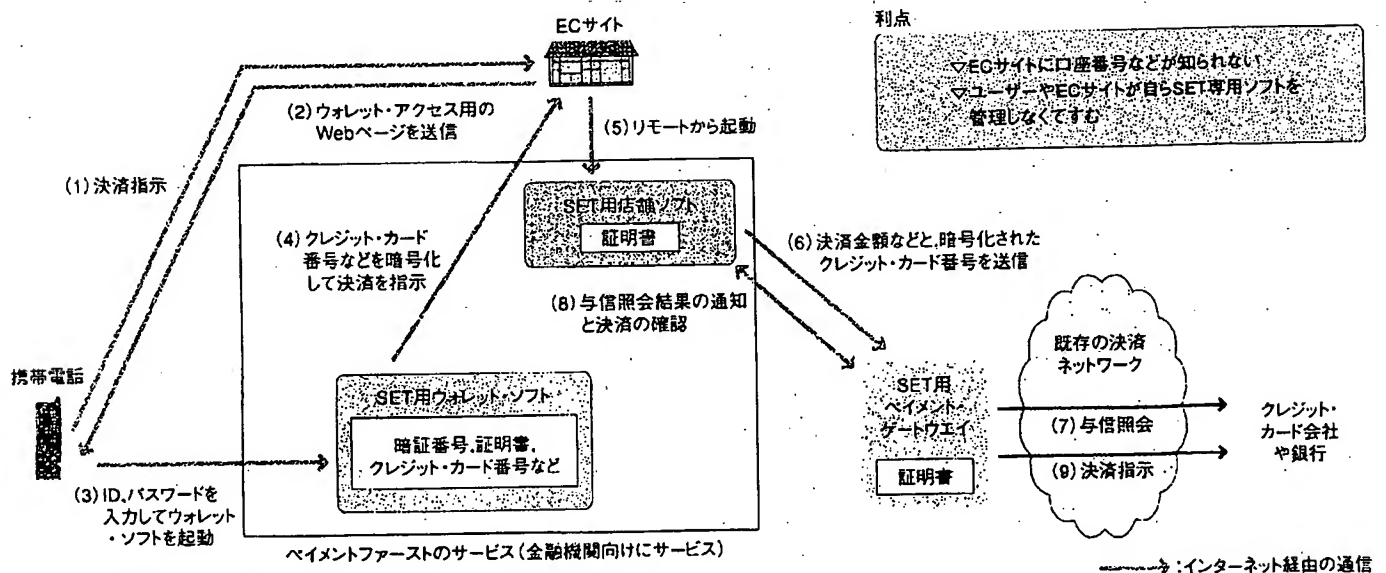 ECサイト
利点
▽ECサイトに口座番号などが知られない
▽ユーザーやECサイトが自らSET専用ソフトを
管理しなくてすむ
(1)決済指示
(2)ウォレット・アクセス用の
Webページを送信
(5)リモートから起動
SET用店舗ソフト
証明書
(4)クレジット・カード
番号などを暗号化
して決済を指示
(6)決済金額などと、暗号化された
クレジット・カード番号を送信
(8)与信照会結果の通知
と決済の確認
携帯電話
SET用ウォレット・ソフト
暗証番号、証明書、
クレジット・カード番号など
(3)ID、パスワードを
入力してウォレット
・ソフトを起動
SET用
ペイメント・
ゲートウエイ
証明書
既存の決済
ネットワーク
(7)与信照会
(9)決済指示
クレジット・
カード会社
や銀行
ペイメントファーストのサービス(金融機関向けにサービス)
:インターネット経由の通信